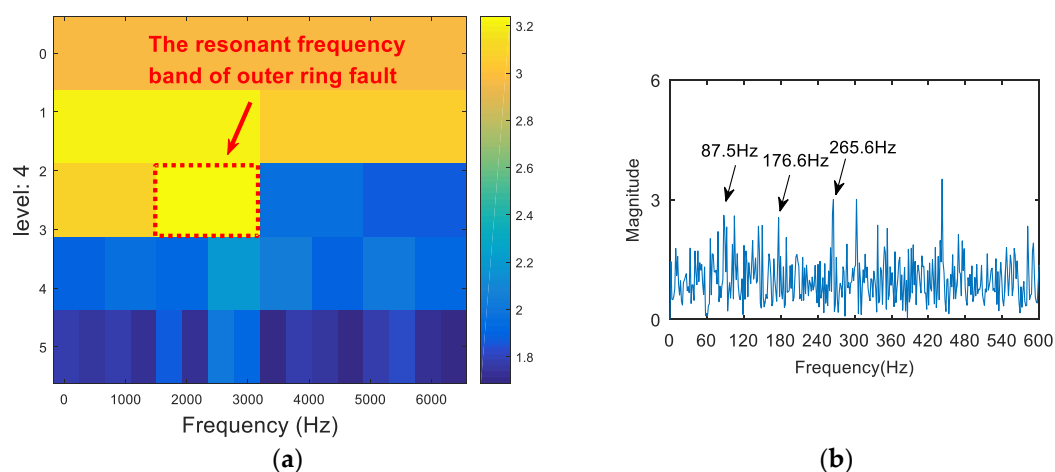 The resonant frequency
band of outer ring fault
level: 4
0
1
2
3
4
5
0 1000 2000 3000 4000 5000 6000
Frequency (Hz)
3.2
3
2.8
2.6
2.4
2.2
2
1.8
(a)
6
3
0
Magnitude
87.5Hz
176.6Hz
265.6Hz
0 60 120 180 240 300 360 420 480 540 600
Frequency(Hz)
(b)